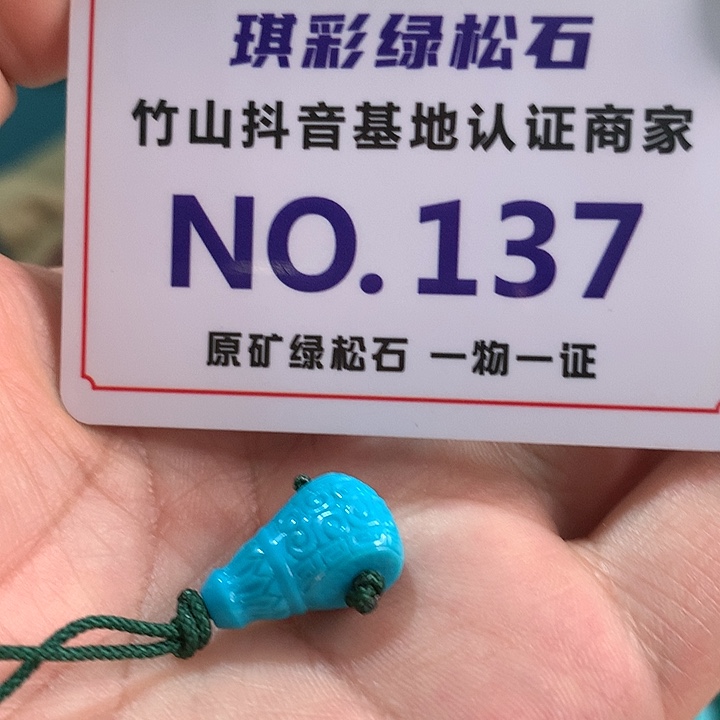 琪彩绿松石
竹山抖音基地认证商家
NO.137
原矿绿松石 一物一证